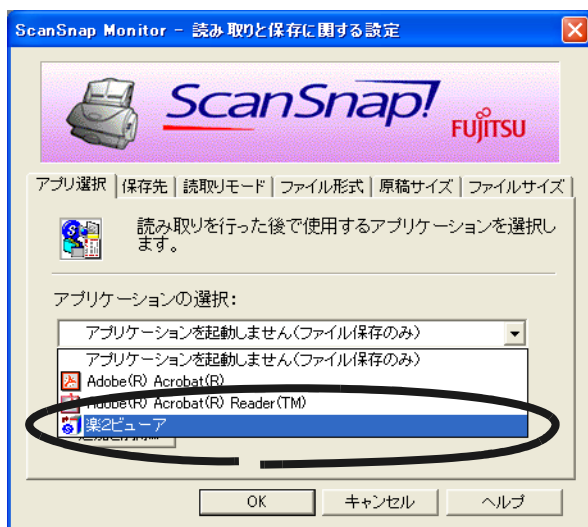 ScanSnap Monitor - 読み取りと保存に関する設定
ScanSnap!
FUJITSU
アプリ選択 保存先 読取りモード ファイル形式 原稿サイズ ファイルサイズ
読み取りを行った後で使用するアプリケーションを選択し
ます。
アプリケーションの選択:
アプリケーションを起動しません(ファイル保存のみ)
アプリケーションを起動しません(ファイル保存のみ)
Adobe(R) Acrobat(R)
Adobe(R) Acrobat(R) Reader(TM)
楽2ビューア
OK キャンセル ヘルプ